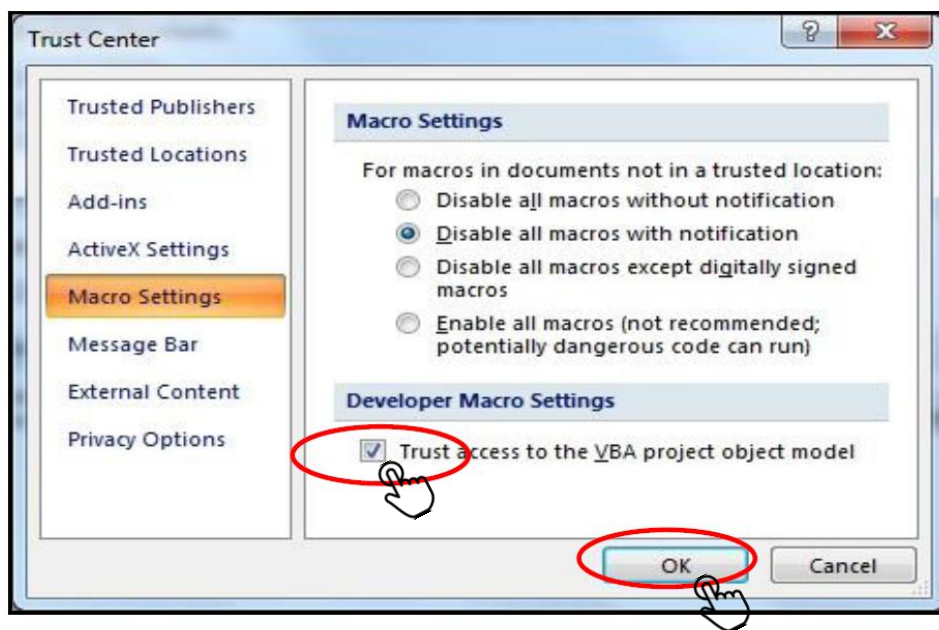 Trust Center
Trusted Publishers
Trusted Locations
Add-ins
ActiveX Settings
Macro Settings
Message Bar
External Content
Privacy Options
Macro Settings
For macros in documents not in a trusted location:
Disable all macros without notification
Disable all macros with notification
Disable all macros except digitally signed
macros
Enable all macros (not recommended;
potentially dangerous code can run)
Developer Macro Settings
Trust access to the VBA project object model
OK
Cancel